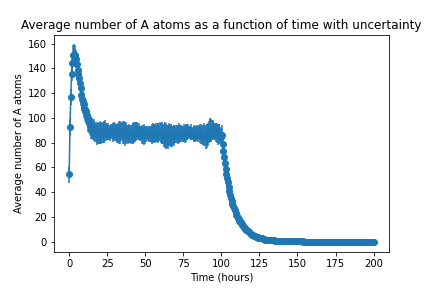 Average number of A atoms as a function of time with uncertainty
160
140
120
100
80
60
40
20
0
Average number of A atoms
0 25 50 75 100 125 150 175 200
Time (hours)